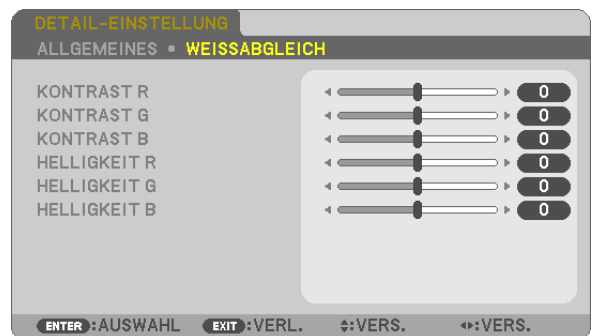 DETAIL-EINSTELLUNG
ALLGEMEINES • WEISSABGLEICH
KONTRAST R 0
KONTRAST G 0
KONTRAST B 0
HELLIGKEIT R 0
HELLIGKEIT G 0
HELLIGKEIT B 0
ENTER :AUSWAHL EXIT :VERL. :VERS. :VERS.